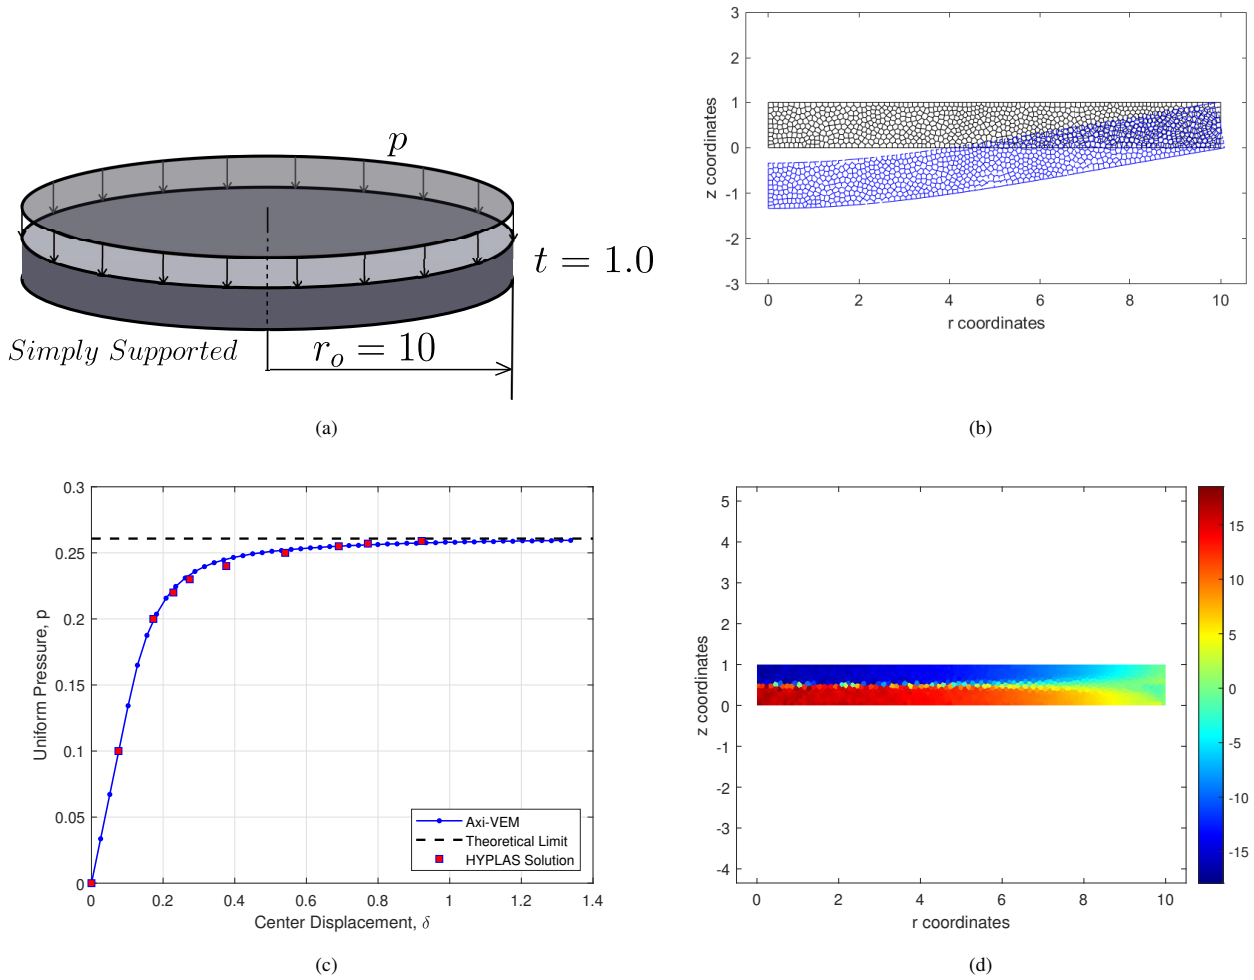 p
t = 1.0
Simply Supported
r_o = 10
(a)
3
2
1
0
-1
-2
-3
z coordinates
0 2 4 6 8 10
r coordinates
(b)
0.3
0.25
0.2
0.15
0.1
0.05
0
Uniform Pressure, p
Axi-VEM
Theoretical Limit
HYPLAS Solution
0 0.2 0.4 0.6 0.8 1 1.2 1.4
Center Displacement, δ
(c)
5
4
3
2
1
0
-1
-2
-3
-4
z coordinates
0 2 4 6 8 10
r coordinates
15
10
5
0
-5
-10
-15
(d)